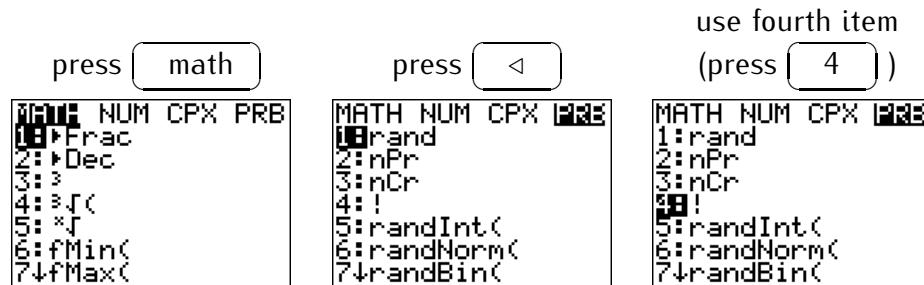 press math
MATH NUM CPX PRB
1:▸Frac
2:▸Dec
3:³
4:³√(
5:ˣ√
6:fMin(
7↓fMax(
press ◁
MATH NUM CPX PRB
1:rand
2:nPr
3:nCr
4:!
5:randInt(
6:randNorm(
7↓randBin(
use fourth item
(press 4 )
MATH NUM CPX PRB
1:rand
2:nPr
3:nCr
4:!
5:randInt(
6:randNorm(
7↓randBin(